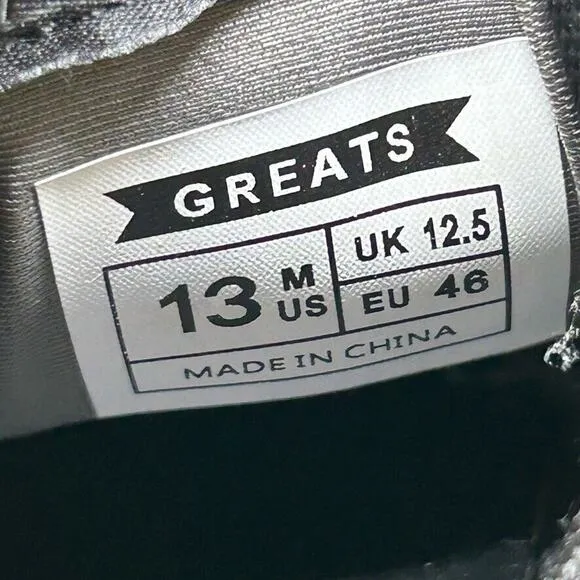 GREATS
13 M US
UK 12.5
EU 46
MADE IN CHINA